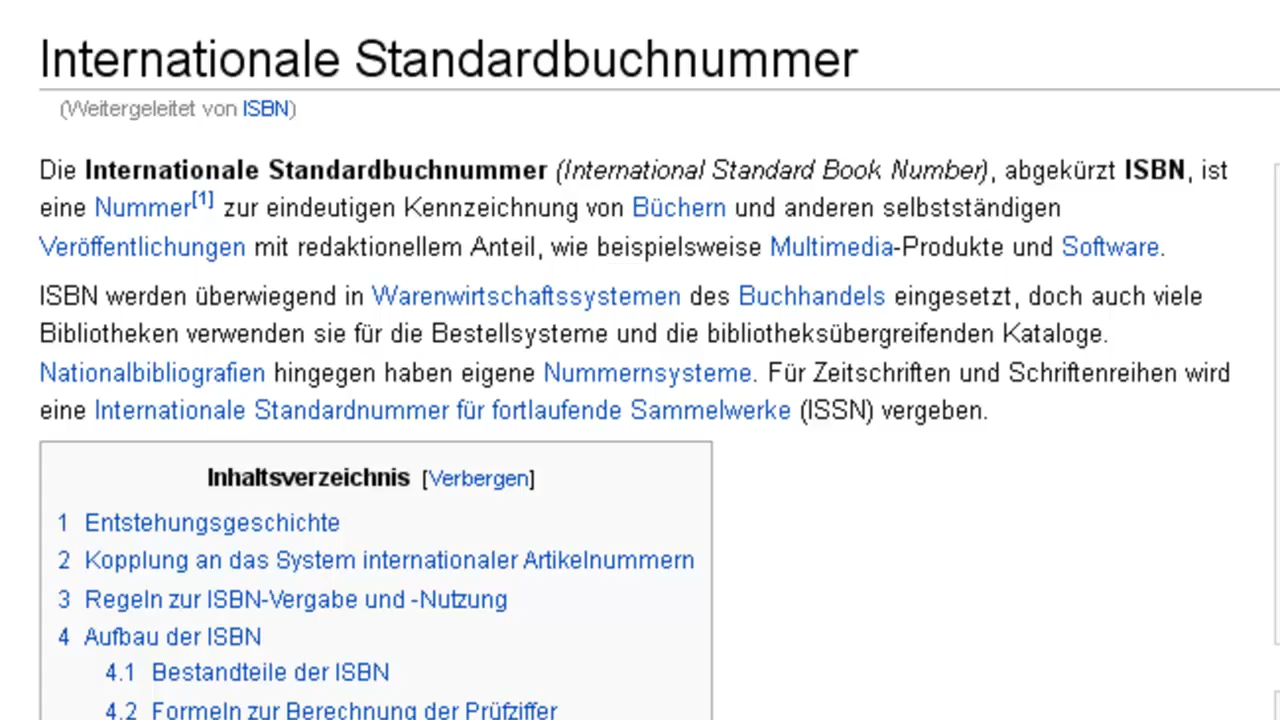 Internationale Standardbuchnummer
(Weitergeleitet von ISBN)
Die Internationale Standardbuchnummer (International Standard Book Number), abgekürzt ISBN, ist
eine Nummer[1] zur eindeutigen Kennzeichnung von Büchern und anderen selbstständigen
Veröffentlichungen mit redaktionellem Anteil, wie beispielsweise Multimedia-Produkte und Software.
ISBN werden überwiegend in Warenwirtschaftssystemen des Buchhandels eingesetzt, doch auch viele
Bibliotheken verwenden sie für die Bestellsysteme und die bibliotheksübergreifenden Kataloge.
Nationalbibliografien hingegen haben eigene Nummernsysteme. Für Zeitschriften und Schriftenreihen wird
eine Internationale Standardnummer für fortlaufende Sammelwerke (ISSN) vergeben.
Inhaltsverzeichnis [Verbergen]
1 Entstehungsgeschichte
2 Kopplung an das System internationaler Artikelnummern
3 Regeln zur ISBN-Vergabe und -Nutzung
4 Aufbau der ISBN
4.1 Bestandteile der ISBN
4.2 Formeln zur Berechnung der Prüfziffer